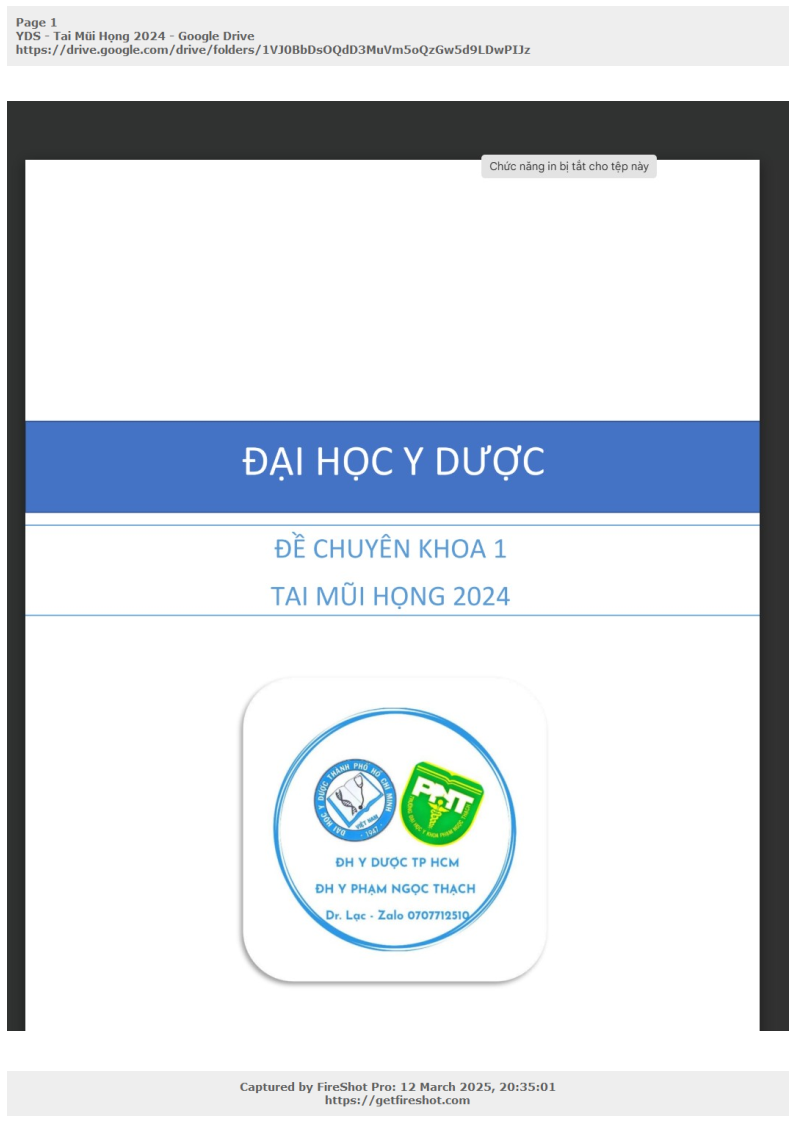 Page 1
YDS - Tai Mũi Họng 2024 - Google Drive
https://drive.google.com/drive/folders/1VJ0BbDsOQdD3MuVm5oQzGw5d9LDwPIJz
Chức năng in bị tắt cho tệp này
ĐẠI HỌC Y DƯỢC
ĐỀ CHUYÊN KHOA 1
TAI MŨI HỌNG 2024
ĐẠI HỌC Y DƯỢC THÀNH PHỐ HỒ CHÍ MINH
VIỆT NAM
- 1947 -
PNT
TRƯỜNG ĐẠI HỌC Y KHOA PHẠM NGỌC THẠCH
ĐH Y DƯỢC TP HCM
ĐH Y PHẠM NGỌC THẠCH
Dr. Lạc - Zalo 0707712510
Captured by FireShot Pro: 12 March 2025, 20:35:01
https://getfireshot.com